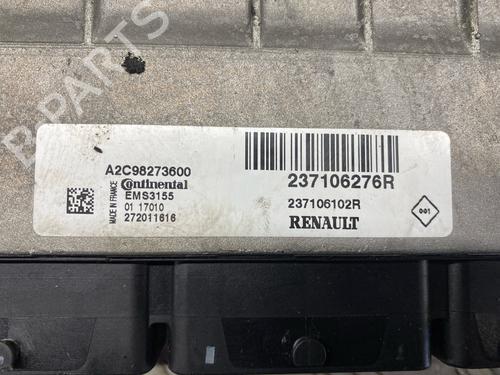 A2C98273600
Continental
EMS3155
01 17010
272011616
MADE IN FRANCE
237106276R
237106102R
RENAULT
001
B-PARTS